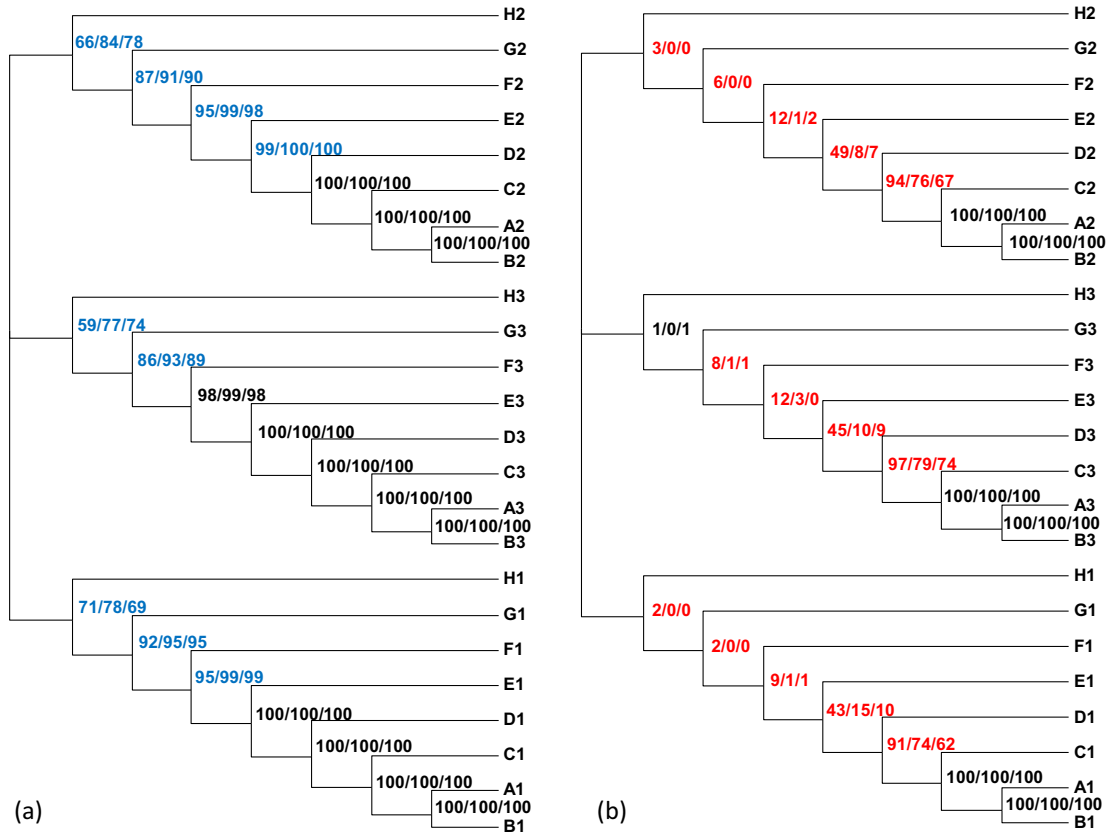 H2
66/84/78
G2
87/91/90
F2
95/99/98
E2
99/100/100
D2
100/100/100
C2
100/100/100
A2
100/100/100
B2
H3
59/77/74
G3
86/93/89
F3
98/99/98
E3
100/100/100
D3
100/100/100
C3
100/100/100
A3
100/100/100
B3
H1
71/78/69
G1
92/95/95
F1
95/99/99
E1
100/100/100
D1
100/100/100
C1
100/100/100
A1
100/100/100
B1
(a)
H2
3/0/0
G2
6/0/0
F2
12/1/2
E2
49/8/7
D2
94/76/67
C2
100/100/100
A2
100/100/100
B2
H3
1/0/1
G3
8/1/1
F3
12/3/0
E3
45/10/9
D3
97/79/74
C3
100/100/100
A3
100/100/100
B3
H1
2/0/0
G1
2/0/0
F1
9/1/1
E1
43/15/10
D1
91/74/62
C1
100/100/100
A1
100/100/100
B1
(b)